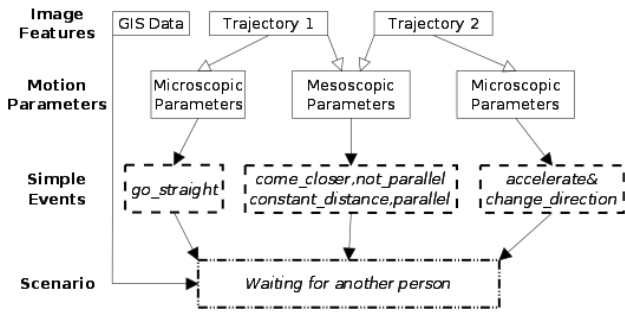 Image
Features
GIS Data
Trajectory 1
Trajectory 2
Motion
Parameters
Microscopic
Parameters
Mesoscopic
Parameters
Microscopic
Parameters
Simple
Events
go_straight
come_closer,not_parallel
constant_distance,parallel
accelerate&
change_direction
Scenario
Waiting for another person